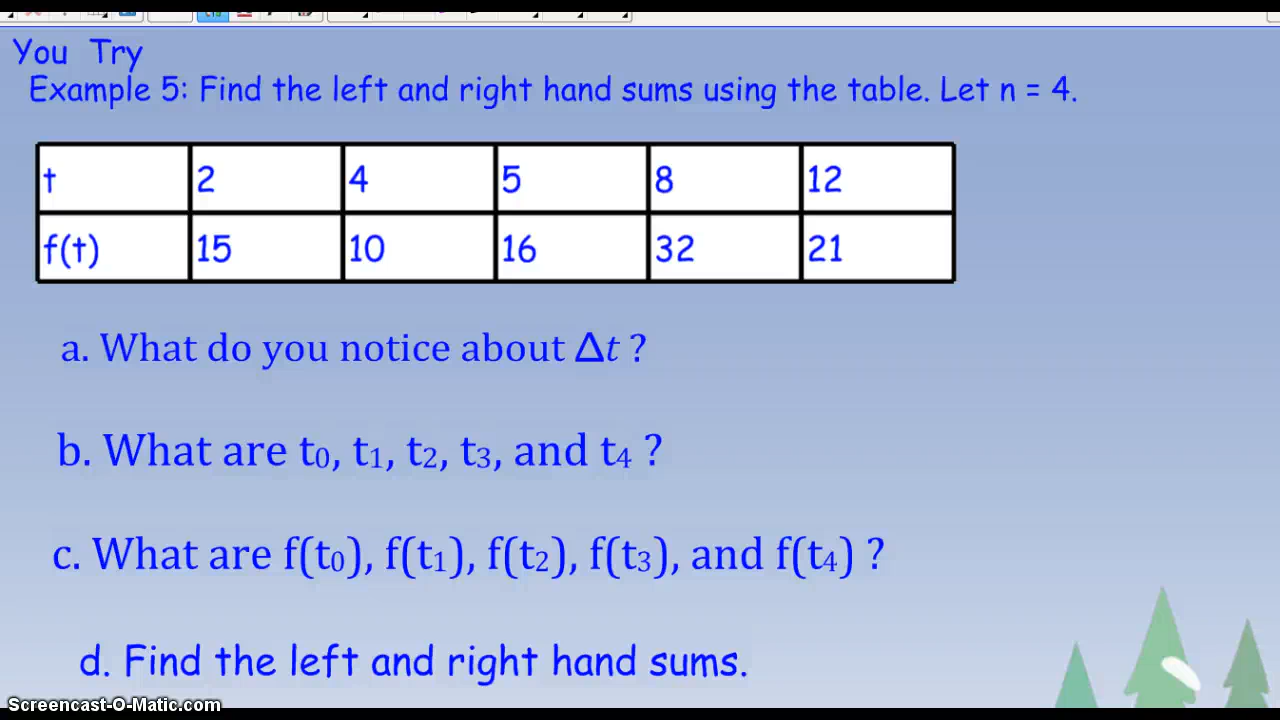 You Try
Example 5: Find the left and right hand sums using the table. Let n = 4.
t 2 4 5 8 12
f(t) 15 10 16 32 21
a. What do you notice about Δt ?
b. What are t₀, t₁, t₂, t₃, and t₄ ?
c. What are f(t₀), f(t₁), f(t₂), f(t₃), and f(t₄) ?
d. Find the left and right hand sums.
Screencast-O-Matic.com